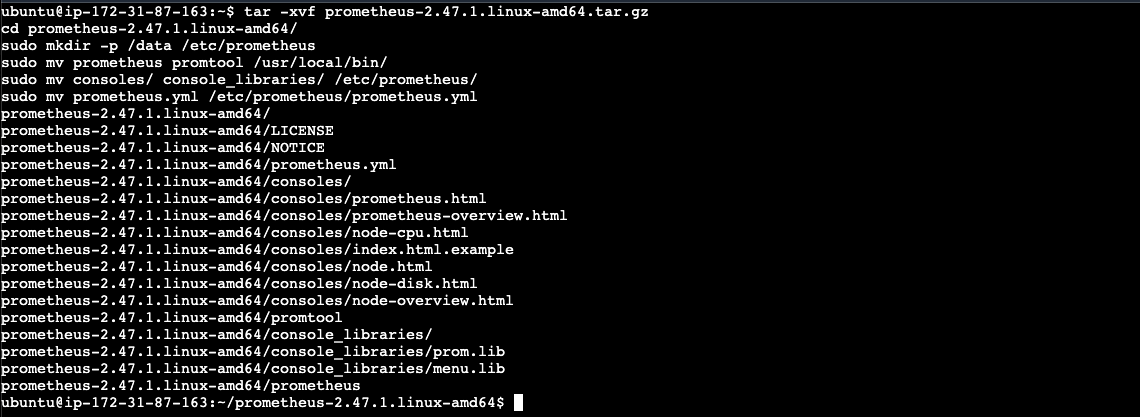 ubuntu@ip-172-31-87-163:~$ tar -xvf prometheus-2.47.1.linux-amd64.tar.gz
cd prometheus-2.47.1.linux-amd64/
sudo mkdir -p /data /etc/prometheus
sudo mv prometheus promtool /usr/local/bin/
sudo mv consoles/ console_libraries/ /etc/prometheus/
sudo mv prometheus.yml /etc/prometheus/prometheus.yml
prometheus-2.47.1.linux-amd64/
prometheus-2.47.1.linux-amd64/LICENSE
prometheus-2.47.1.linux-amd64/NOTICE
prometheus-2.47.1.linux-amd64/prometheus.yml
prometheus-2.47.1.linux-amd64/consoles/
prometheus-2.47.1.linux-amd64/consoles/prometheus.html
prometheus-2.47.1.linux-amd64/consoles/prometheus-overview.html
prometheus-2.47.1.linux-amd64/consoles/node-cpu.html
prometheus-2.47.1.linux-amd64/consoles/index.html.example
prometheus-2.47.1.linux-amd64/consoles/node.html
prometheus-2.47.1.linux-amd64/consoles/node-disk.html
prometheus-2.47.1.linux-amd64/consoles/node-overview.html
prometheus-2.47.1.linux-amd64/promtool
prometheus-2.47.1.linux-amd64/console_libraries/
prometheus-2.47.1.linux-amd64/console_libraries/prom.lib
prometheus-2.47.1.linux-amd64/console_libraries/menu.lib
prometheus-2.47.1.linux-amd64/prometheus
ubuntu@ip-172-31-87-163:~/prometheus-2.47.1.linux-amd64$